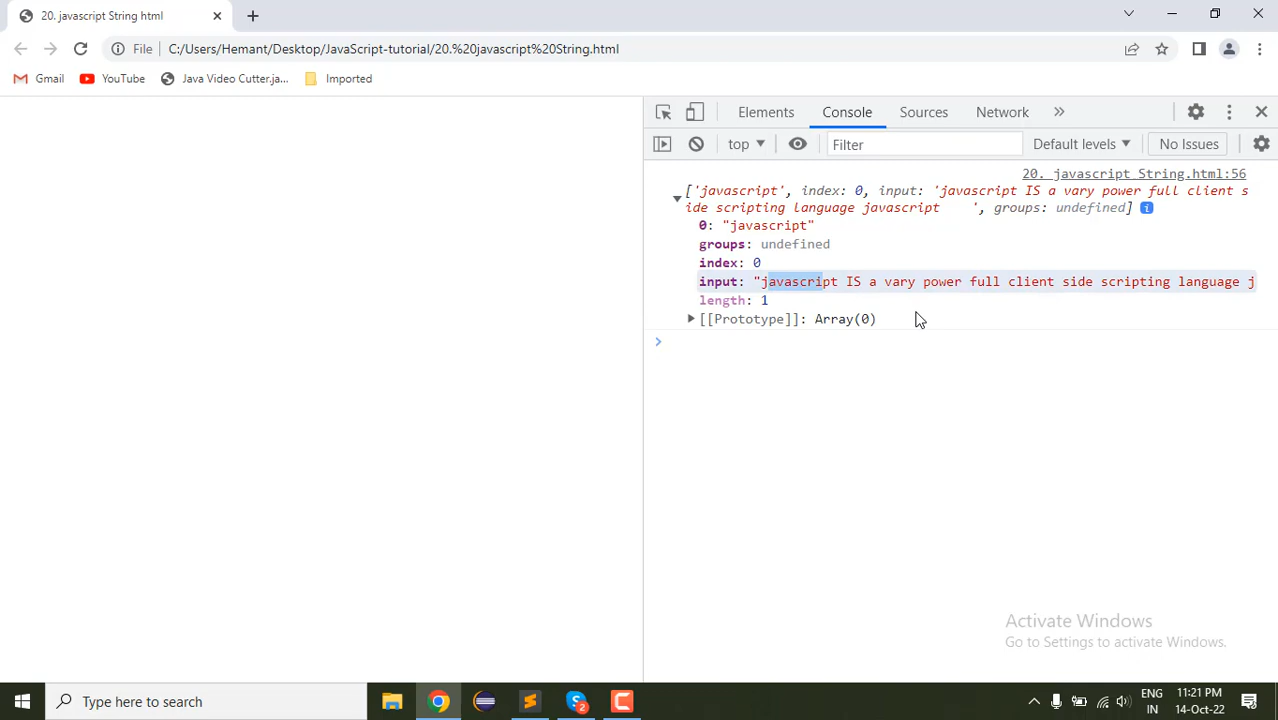 20. javascript String html
File
C:/Users/Hemant/Desktop/JavaScript-tutorial/20.%20javascript%20String.html
Gmail
YouTube
Java Video Cutter.ja...
Imported
Elements
Console
Sources
Network
top
Filter
Default levels
No Issues
20. javascript String.html:56
['javascript', index: 0, input: 'javascript IS a vary power full client s
ide scripting language javascript    ', groups: undefined]
0: "javascript"
groups: undefined
index: 0
input: "javascript IS a vary power full client side scripting language j
length: 1
[[Prototype]]: Array(0)
Activate Windows
Go to Settings to activate Windows.
Type here to search
2
ENG
IN
11:21 PM
14-Oct-22